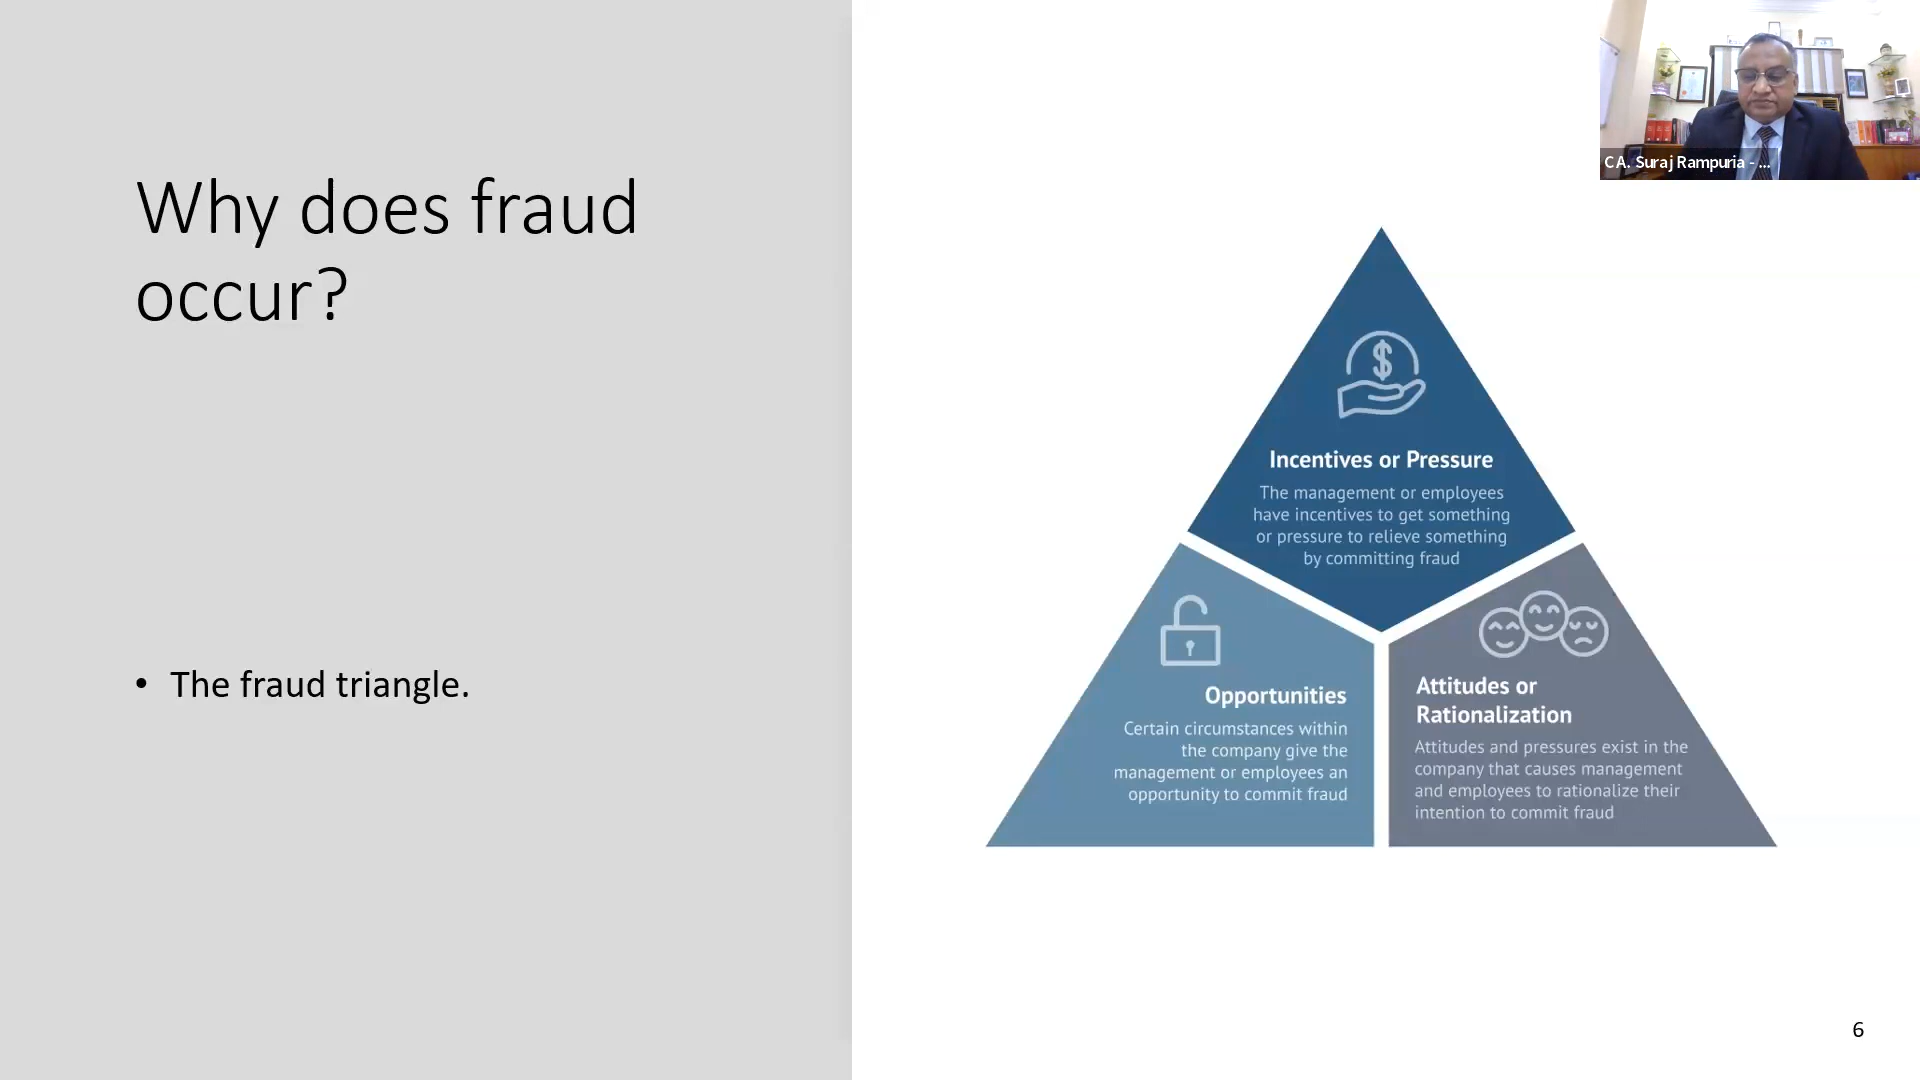 Why does fraud
occur?
• The fraud triangle.
CA. Suraj Rampuria - ...
$
Incentives or Pressure
The management or employees
have incentives to get something
or pressure to relieve something
by committing fraud
Opportunities
Certain circumstances within
the company give the
management or employees an
opportunity to commit fraud
Attitudes or
Rationalization
Attitudes and pressures exist in the
company that causes management
and employees to rationalize their
intention to commit fraud
6